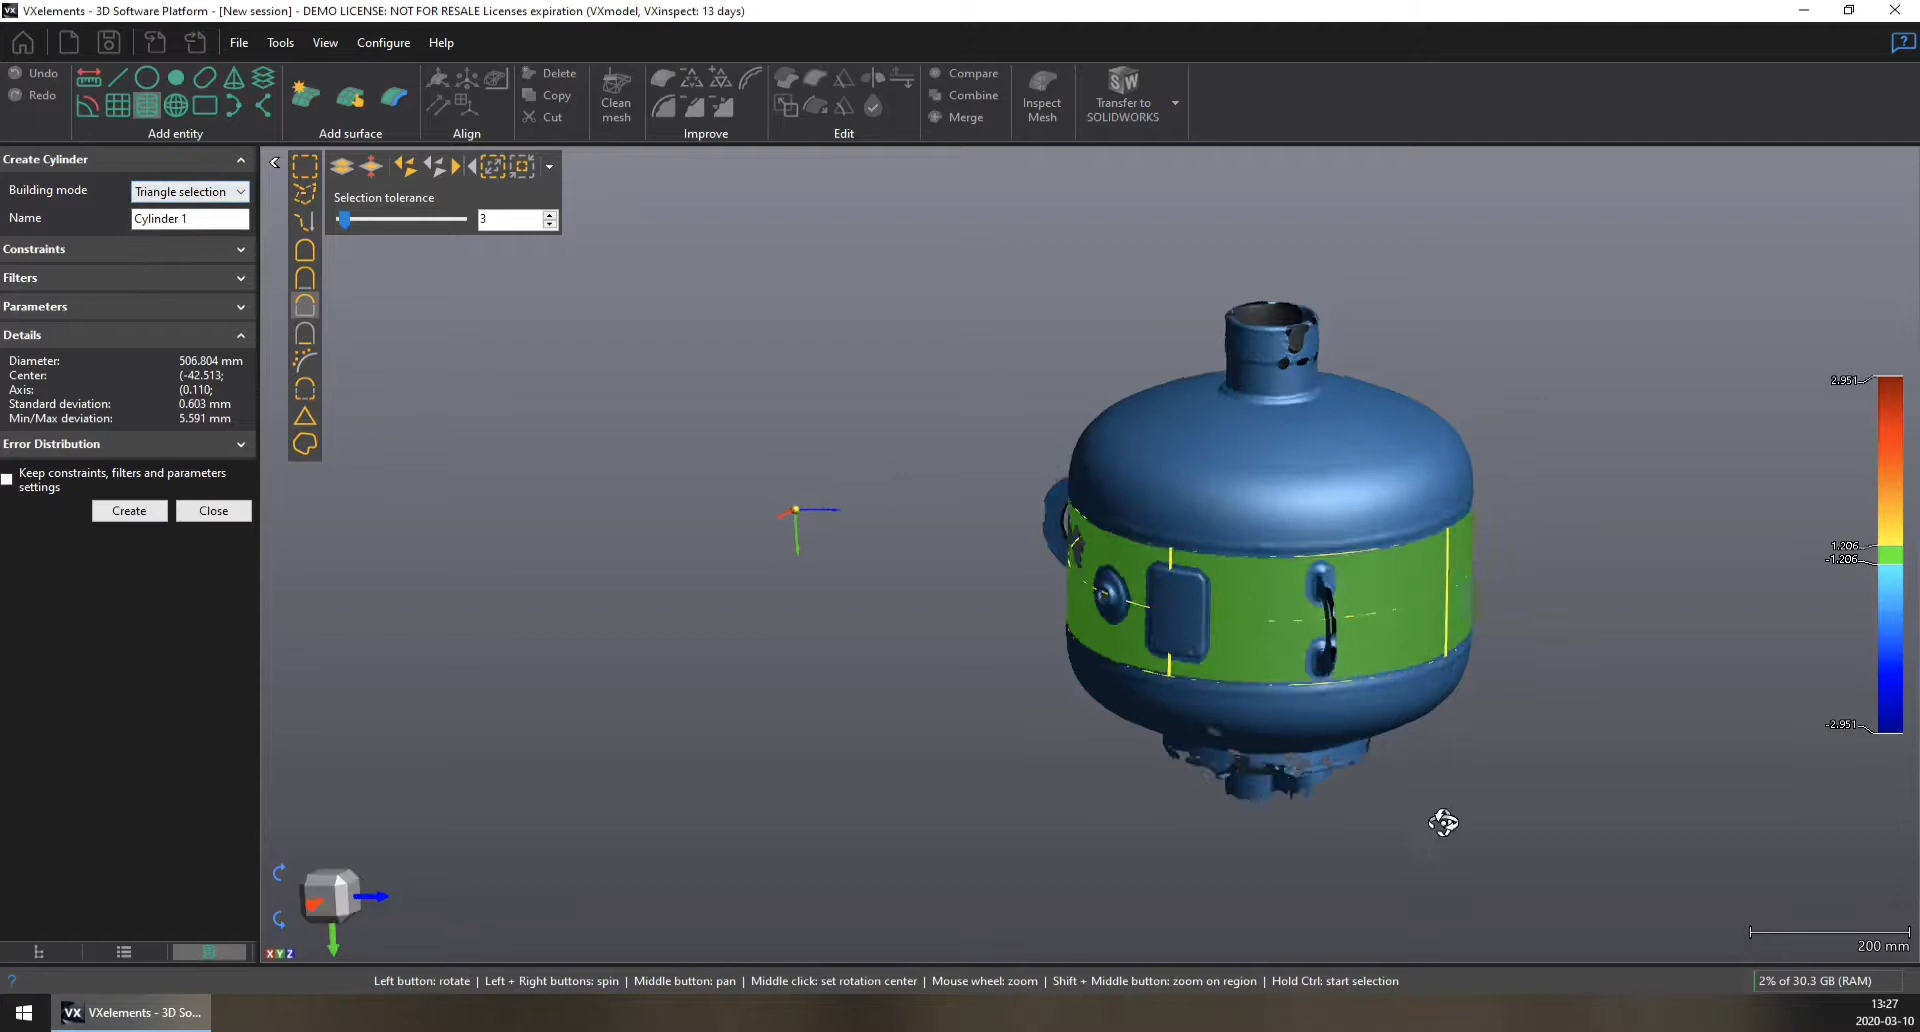 VXelements - 3D Software Platform - [New session] - DEMO LICENSE: NOT FOR RESALE Licenses expiration (VXmodel, VXinspect: 13 days)
File Tools View Configure Help
Undo
Redo
Add entity
Add surface
Align
Delete
Copy
Cut
Clean
mesh
Improve
Edit
Compare
Combine
Merge
Inspect
Mesh
Transfer to
SOLIDWORKS
Create Cylinder
Building mode Triangle selection
Name Cylinder 1
Constraints
Filters
Parameters
Details
Diameter: 506.804 mm
Center: (-42.513;
Axis: (0.110;
Standard deviation: 0.603 mm
Min/Max deviation: 5.591 mm
Error Distribution
Keep constraints, filters and parameters
settings
Create Close
Selection tolerance
3
2.951
1.206
-1.206
-2.951
200 mm
XYZ
Left button: rotate | Left + Right buttons: spin | Middle button: pan | Middle click: set rotation center | Mouse wheel: zoom | Shift + Middle button: zoom on region | Hold Ctrl: start selection
2% of 30.3 GB (RAM)
VX VXelements - 3D So...
13:27
2020-03-10